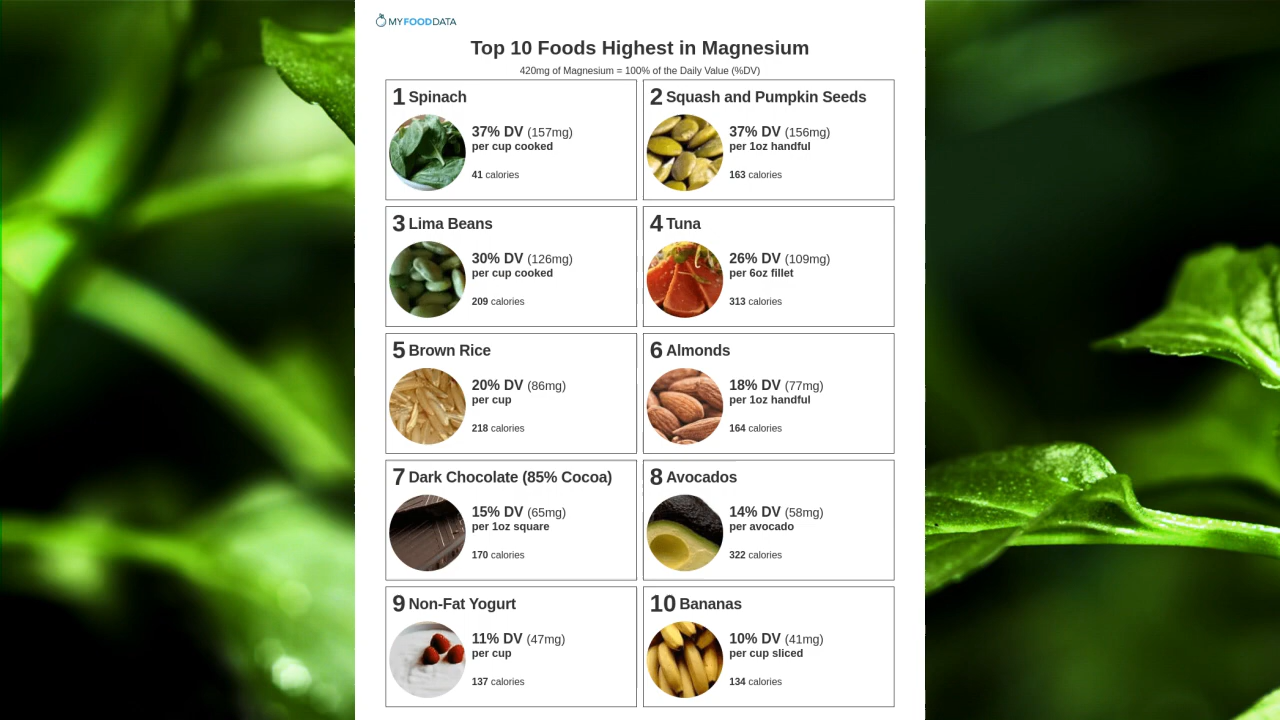 MYFOODDATA
Top 10 Foods Highest in Magnesium
420mg of Magnesium = 100% of the Daily Value (%DV)
1 Spinach
37% DV (157mg)
per cup cooked
41 calories
2 Squash and Pumpkin Seeds
37% DV (156mg)
per 1oz handful
163 calories
3 Lima Beans
30% DV (126mg)
per cup cooked
209 calories
4 Tuna
26% DV (109mg)
per 6oz fillet
313 calories
5 Brown Rice
20% DV (86mg)
per cup
218 calories
6 Almonds
18% DV (77mg)
per 1oz handful
164 calories
7 Dark Chocolate (85% Cocoa)
15% DV (65mg)
per 1oz square
170 calories
8 Avocados
14% DV (58mg)
per avocado
322 calories
9 Non-Fat Yogurt
11% DV (47mg)
per cup
137 calories
10 Bananas
10% DV (41mg)
per cup sliced
134 calories